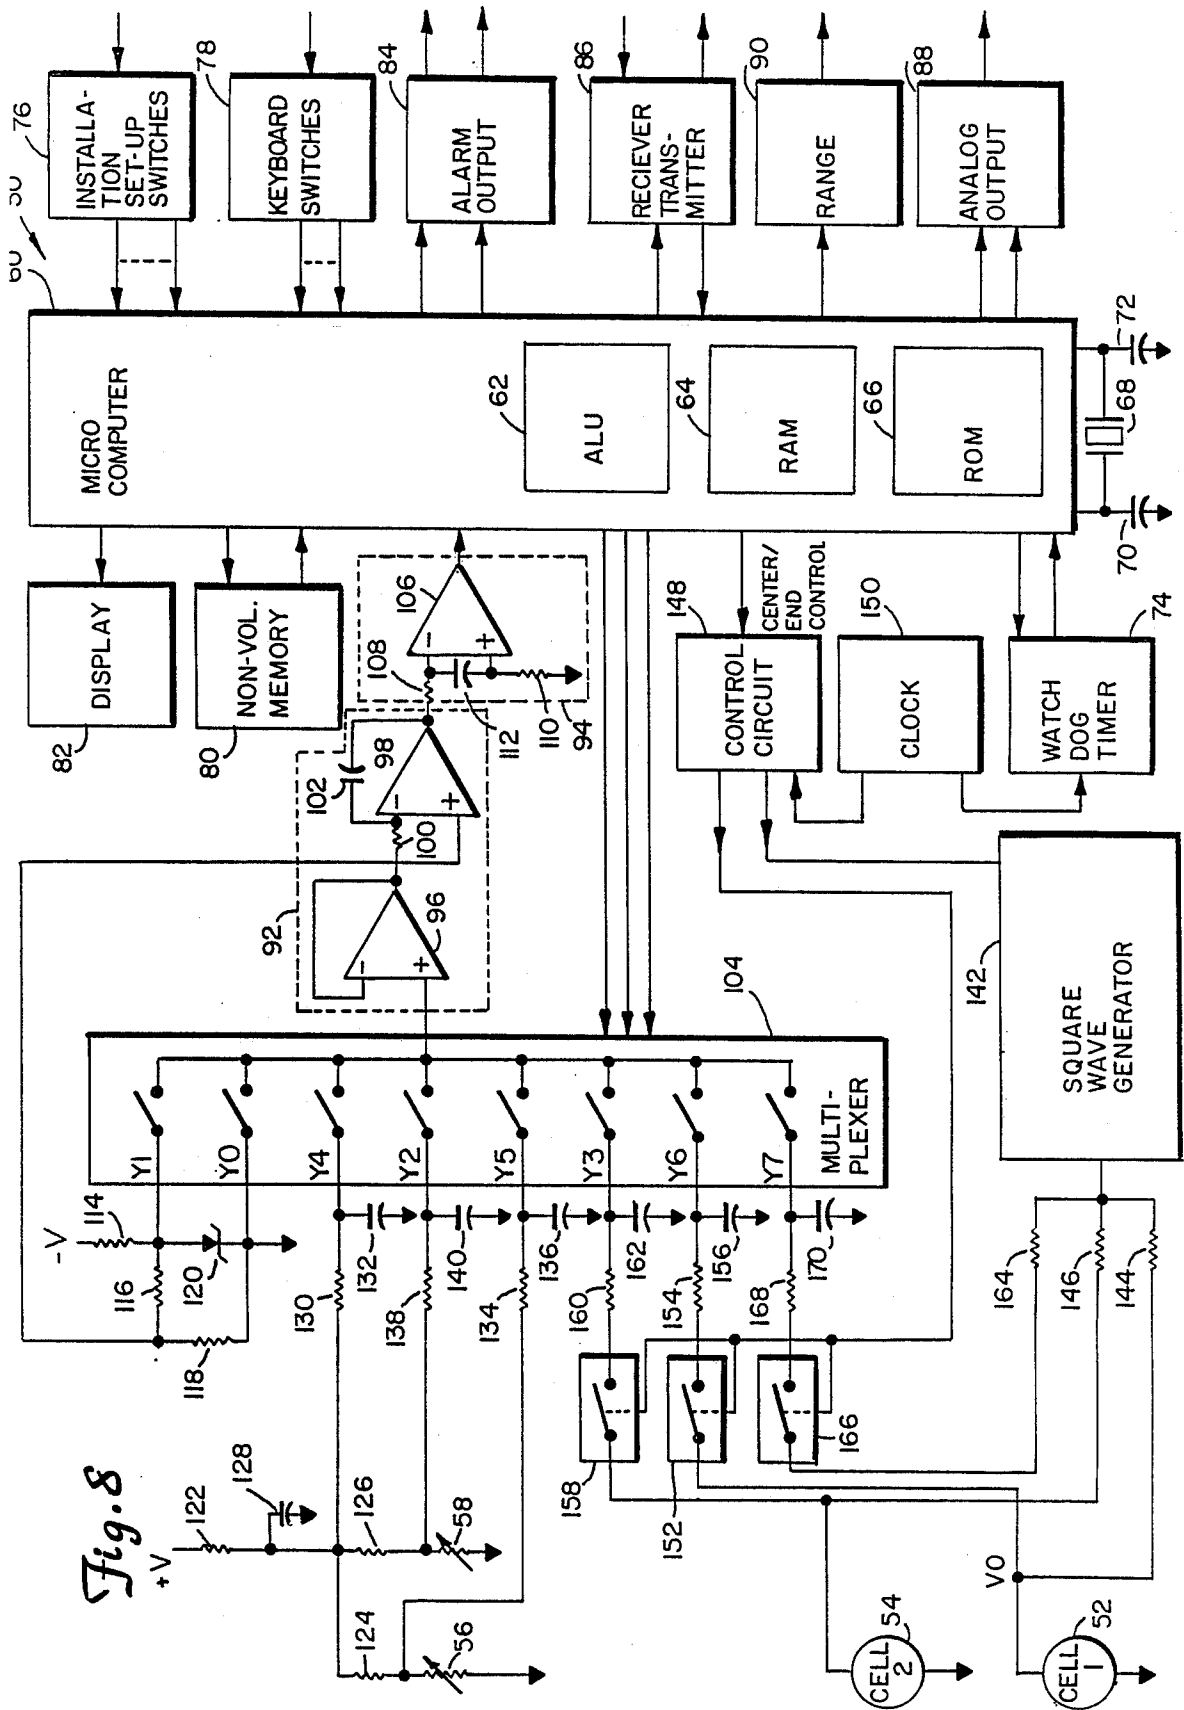 Fig.8
60
76
INSTALLA-
TION
SET-UP
SWITCHES
78
KEYBOARD
SWITCHES
84
ALARM
OUTPUT
86
RECIEVER
TRANS-
MITTER
90
RANGE
88
ANALOG
OUTPUT
MICRO
COMPUTER
62
ALU
64
RAM
66
ROM
72
68
70
82
DISPLAY
80
NON-VOL.
MEMORY
106
108
110
112
94
92
98
102
100
96
-
+
-
+
-
+
148
CENTER/
END
CONTROL
CONTROL
CIRCUIT
150
CLOCK
74
WATCH
DOG
TIMER
142
SQUARE
WAVE
GENERATOR
104
MULTI-
PLEXER
Y1
Y0
Y4
Y2
Y5
Y3
Y6
Y7
-V
114
116
120
118
130
132
138
140
134
136
160
162
154
156
168
170
158
152
166
164
146
144
+V
122
128
126
58
124
56
V0
CELL
2
54
CELL
1
52